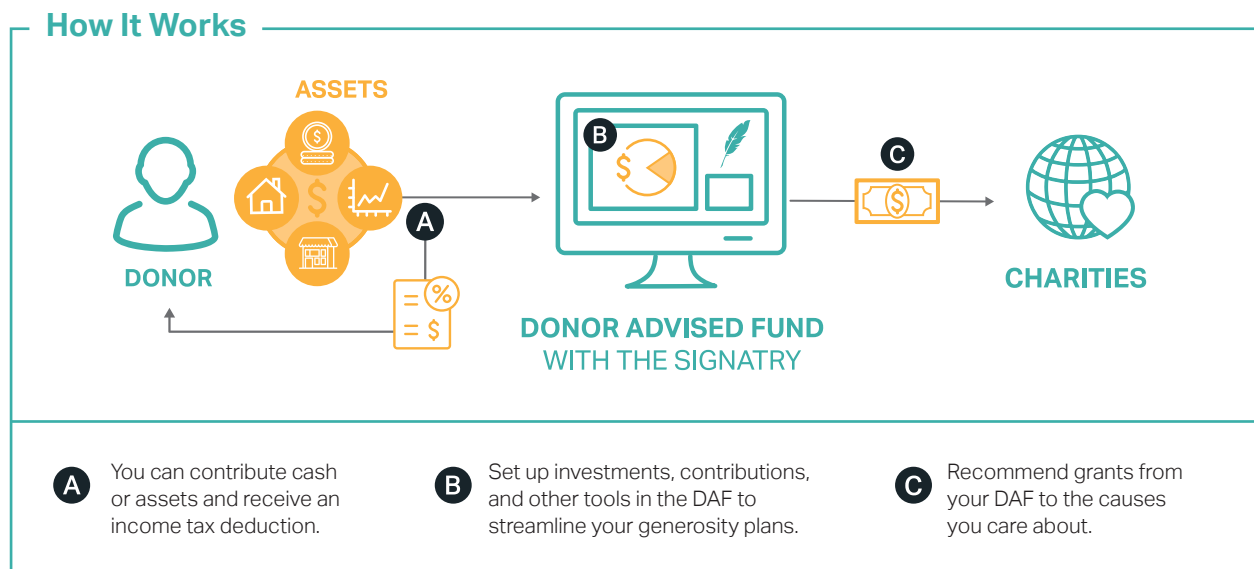 How It Works
ASSETS
$
$
DONOR
A
%
$
B
$
DONOR ADVISED FUND
WITH THE SIGNATRY
C
$
CHARITIES
A
You can contribute cash
or assets and receive an
income tax deduction.
B
Set up investments, contributions,
and other tools in the DAF to
streamline your generosity plans.
C
Recommend grants from
your DAF to the causes
you care about.